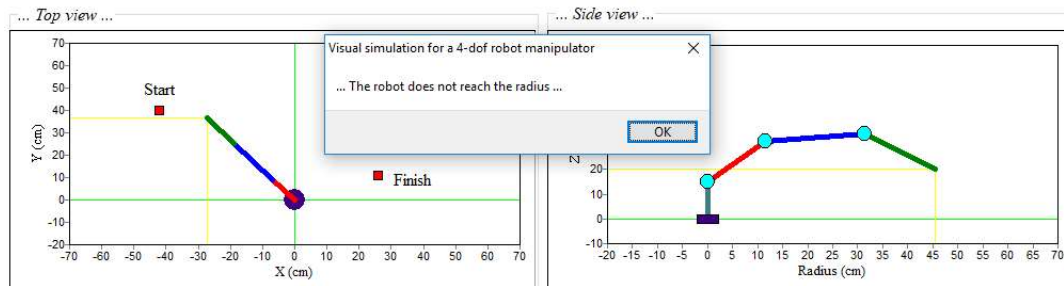 ... Top view ...
... Side view ...
Visual simulation for a 4-dof robot manipulator
... The robot does not reach the radius ...
OK
70
60
50
40
30
20
10
0
-10
-20
Y (cm)
Start
Finish
-70 -60 -50 -40 -30 -20 -10 0 10 20 30 40 50 60 70
X (cm)
Z
20
10
0
-10
-20 -15 -10 -5 0 5 10 15 20 25 30 35 40 45 50 55 60 65 70
Radius (cm)